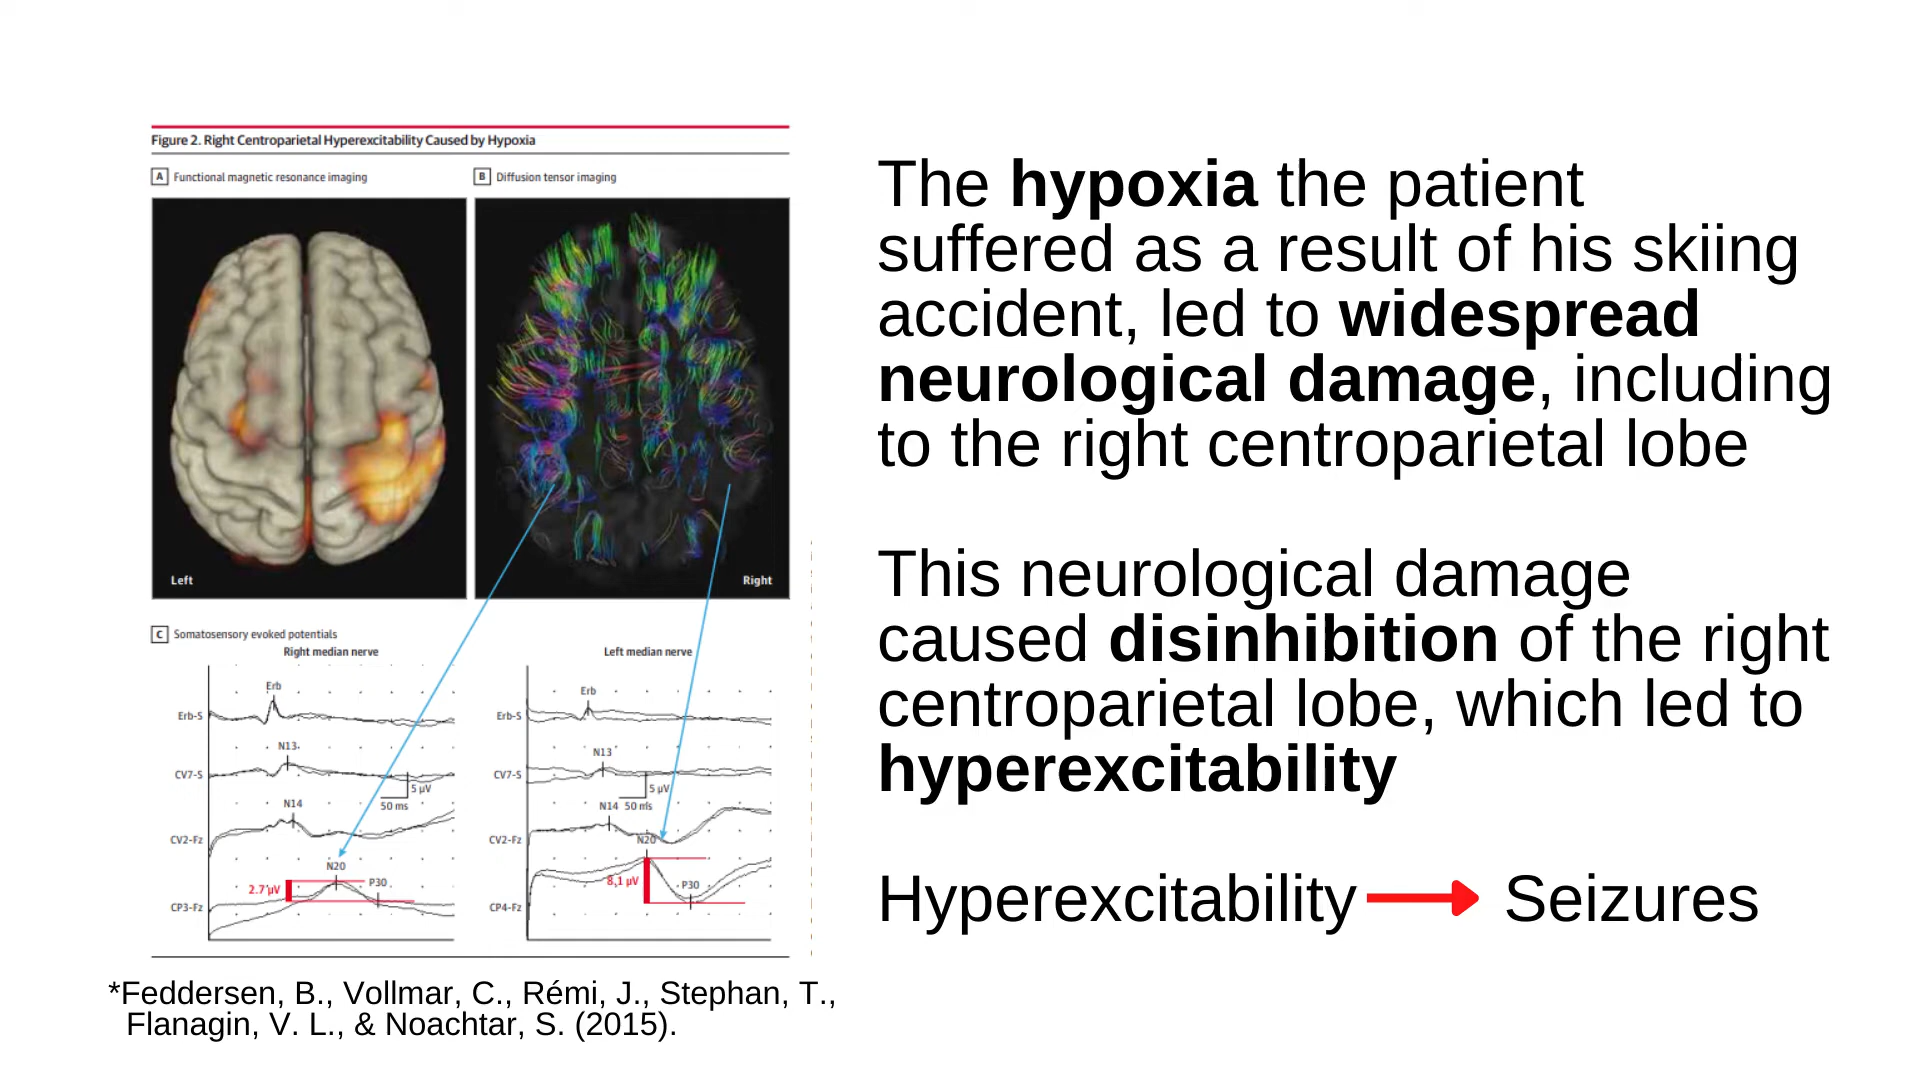 Figure 2. Right Centroparietal Hyperexcitability Caused by Hypoxia
A Functional magnetic resonance imaging
B Diffusion tensor imaging
Left
Right
C Somatosensory evoked potentials
Right median nerve
Erb
Erb-S
N13
CV7-S
5 µV
50 ms
N14
CV2-Fz
N20
P30
2.7 µV
CP3-Fz
Left median nerve
Erb
Erb-S
N13
CV7-S
5 µV
N14 50 ms
CV2-Fz
N20
8,1 µV
P30
CP4-Fz
*Feddersen, B., Vollmar, C., Rémi, J., Stephan, T.,
Flanagin, V. L., & Noachtar, S. (2015).
The hypoxia the patient
suffered as a result of his skiing
accident, led to widespread
neurological damage, including
to the right centroparietal lobe
This neurological damage
caused disinhibition of the right
centroparietal lobe, which led to
hyperexcitability
Hyperexcitability Seizures